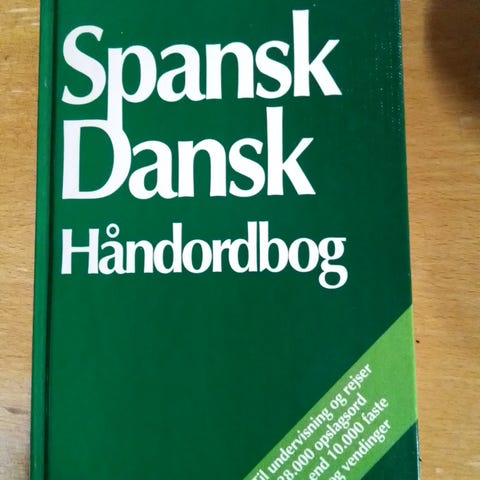 Spansk
Dansk
Håndordbog
Til undervisning og rejser
28.000 opslagsord
end 10.000 faste
og vendinger